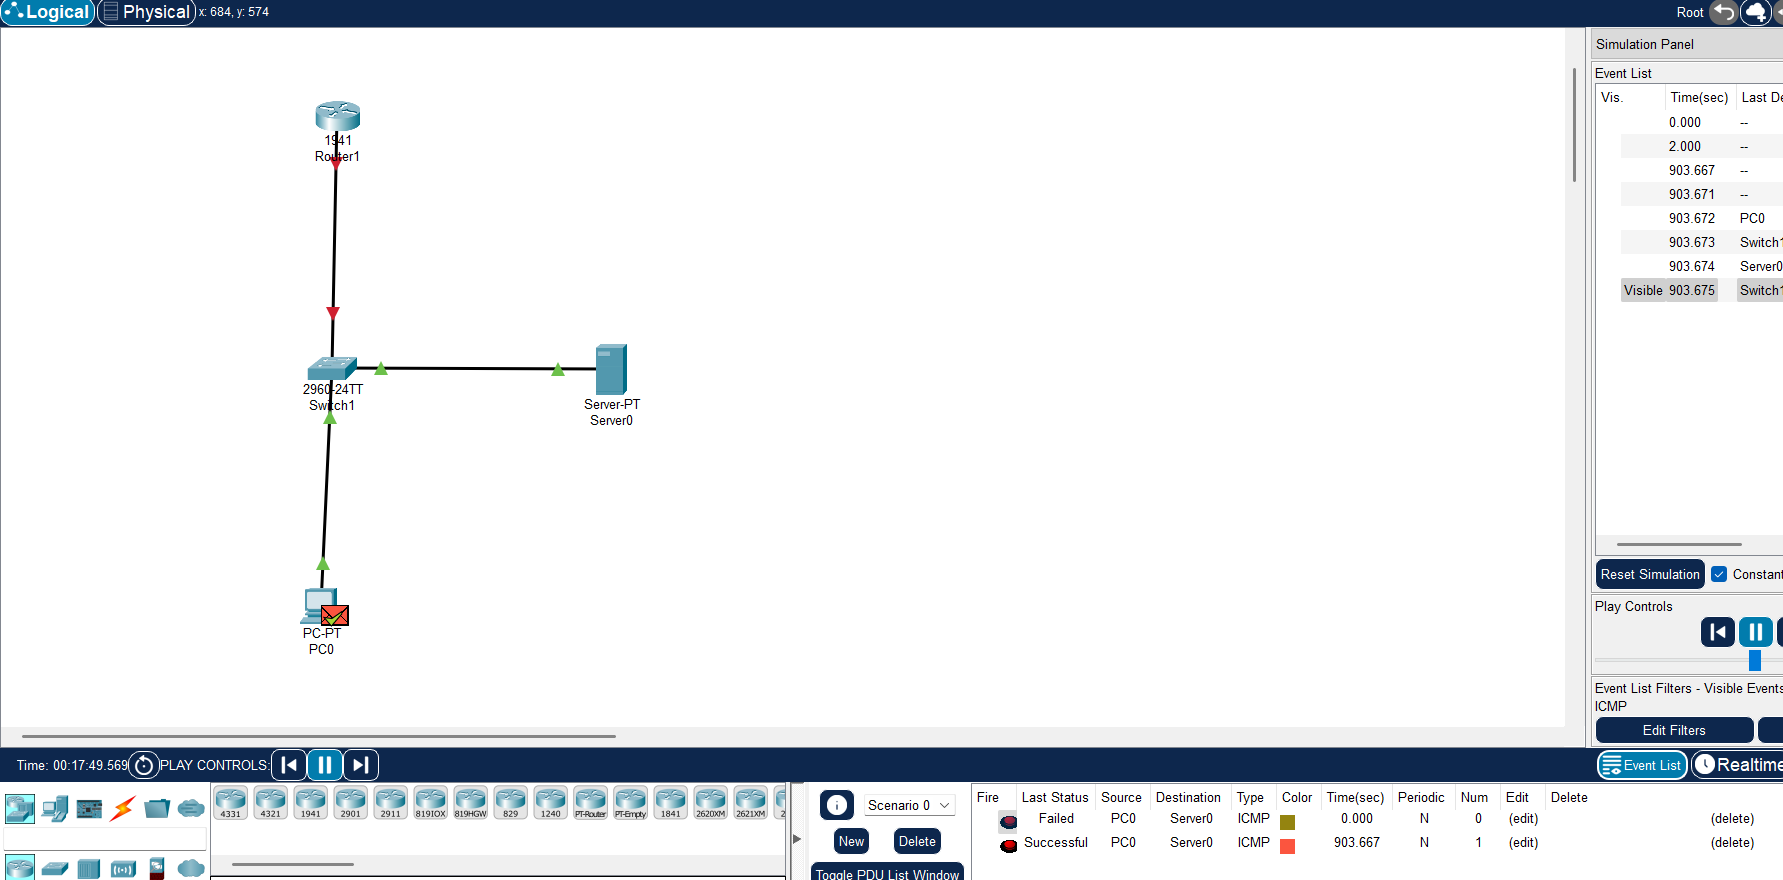 Logical Physical x: 684, y: 574 Root
Simulation Panel
Event List
Vis. Time(sec) Last De
0.000 --
2.000 --
903.667 --
903.671 --
903.672 PC0
903.673 Switch1
903.674 Server0
Visible 903.675 Switch1
1941
Router1
2960-24TT
Switch1
Server-PT
Server0
PC-PT
PC0
Reset Simulation Constant
Play Controls
Event List Filters - Visible Events
ICMP
Edit Filters
Time: 00:17:49.569 PLAY CONTROLS:
Event List Realtime
4331 4321 1941 2901 2911 819IOX 819HGW 829 1240 PT-Router PT-Empty 1841 2620XM 2621XM 2
Scenario 0
New Delete
Toggle PDU List Window
Fire Last Status Source Destination Type Color Time(sec) Periodic Num Edit Delete
Failed PC0 Server0 ICMP 0.000 N 0 (edit) (delete)
Successful PC0 Server0 ICMP 903.667 N 1 (edit) (delete)